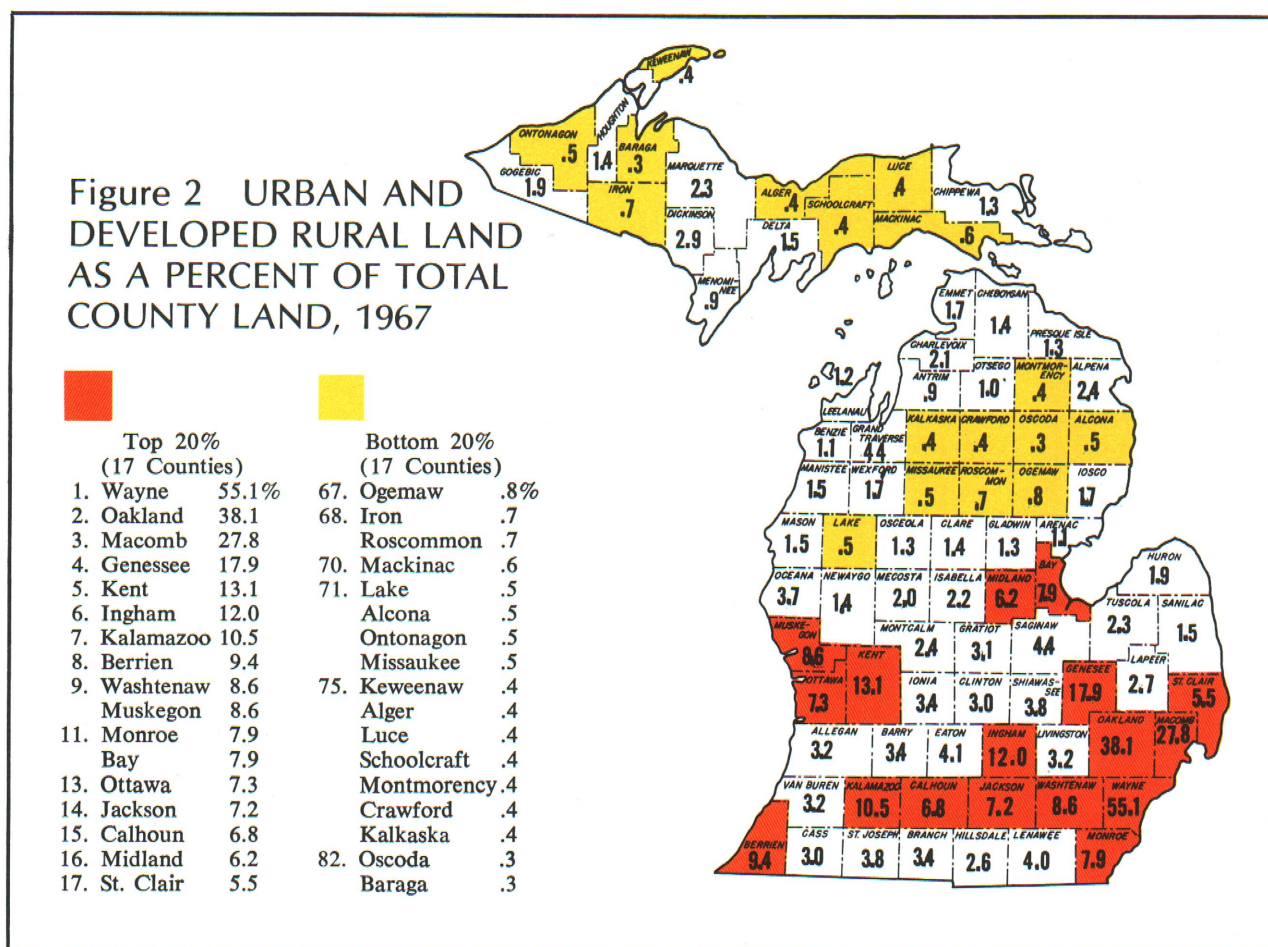 Figure 2 URBAN AND
DEVELOPED RURAL LAND
AS A PERCENT OF TOTAL
COUNTY LAND, 1967
Top 20%
(17 Counties)
1. Wayne 55.1%
2. Oakland 38.1
3. Macomb 27.8
4. Genessee 17.9
5. Kent 13.1
6. Ingham 12.0
7. Kalamazoo 10.5
8. Berrien 9.4
9. Washtenaw 8.6
Muskegon 8.6
11. Monroe 7.9
Bay 7.9
13. Ottawa 7.3
14. Jackson 7.2
15. Calhoun 6.8
16. Midland 6.2
17. St. Clair 5.5
Bottom 20%
(17 Counties)
67. Ogemaw .8%
68. Iron .7
Roscommon .7
70. Mackinac .6
71. Lake .5
Alcona .5
Ontonagon .5
Missaukee .5
75. Keweenaw .4
Alger .4
Luce .4
Schoolcraft .4
Montmorency .4
Crawford .4
Kalkaska .4
82. Oscoda .3
Baraga .3
KEWEENAW
.4
HOUGHTON
1.4
ONTONAGON
.5
BARAGA
.3
GOGEBIC
1.9
IRON
.7
MARQUETTE
2.3
DICKINSON
2.9
MENOMI-
NEE
.9
DELTA
1.5
ALGER
.4
SCHOOLCRAFT
.4
LUCE
.4
CHIPPEWA
1.3
MACKINAC
.6
EMMET
1.7
CHEBOYGAN
1.4
PRESQUE ISLE
1.3
CHARLEVOIX
2.1
ANTRIM
.9
OTSEGO
1.0
MONTMOR-
ENCY
.4
ALPENA
2.4
1.2
LEELANAU
BENZIE
1.1
GRAND
TRAVERSE
4.4
KALKASKA
.4
CRAWFORD
.4
OSCODA
.3
ALCONA
.5
MANISTEE
1.5
WEXFORD
1.7
MISSAUKEE
.5
ROSCOM-
MON
.7
OGEMAW
.8
IOSCO
1.7
MASON
1.5
LAKE
.5
OSCEOLA
1.3
CLARE
1.4
GLADWIN
1.3
ARENAC
1.1
OCEANA
3.7
NEWAYGO
1.4
MECOSTA
2.0
ISABELLA
2.2
MIDLAND
6.2
BAY
7.9
HURON
1.9
MUSKE-
GON
8.6
MONTCALM
2.4
GRATIOT
3.1
SAGINAW
4.4
TUSCOLA
2.3
SANILAC
1.5
OTTAWA
7.3
KENT
13.1
IONIA
3.4
CLINTON
3.0
SHIAWAS-
SEE
3.8
GENESEE
17.9
LAPEER
2.7
ST. CLAIR
5.5
ALLEGAN
3.2
BARRY
3.4
EATON
4.1
INGHAM
12.0
LIVINGSTON
3.2
OAKLAND
38.1
MACOMB
27.8
VAN BUREN
3.2
KALAMAZOO
10.5
CALHOUN
6.8
JACKSON
7.2
WASHTENAW
8.6
WAYNE
55.1
BERRIEN
9.4
CASS
3.0
ST. JOSEPH
3.8
BRANCH
3.4
HILLSDALE
2.6
LENAWEE
4.0
MONROE
7.9